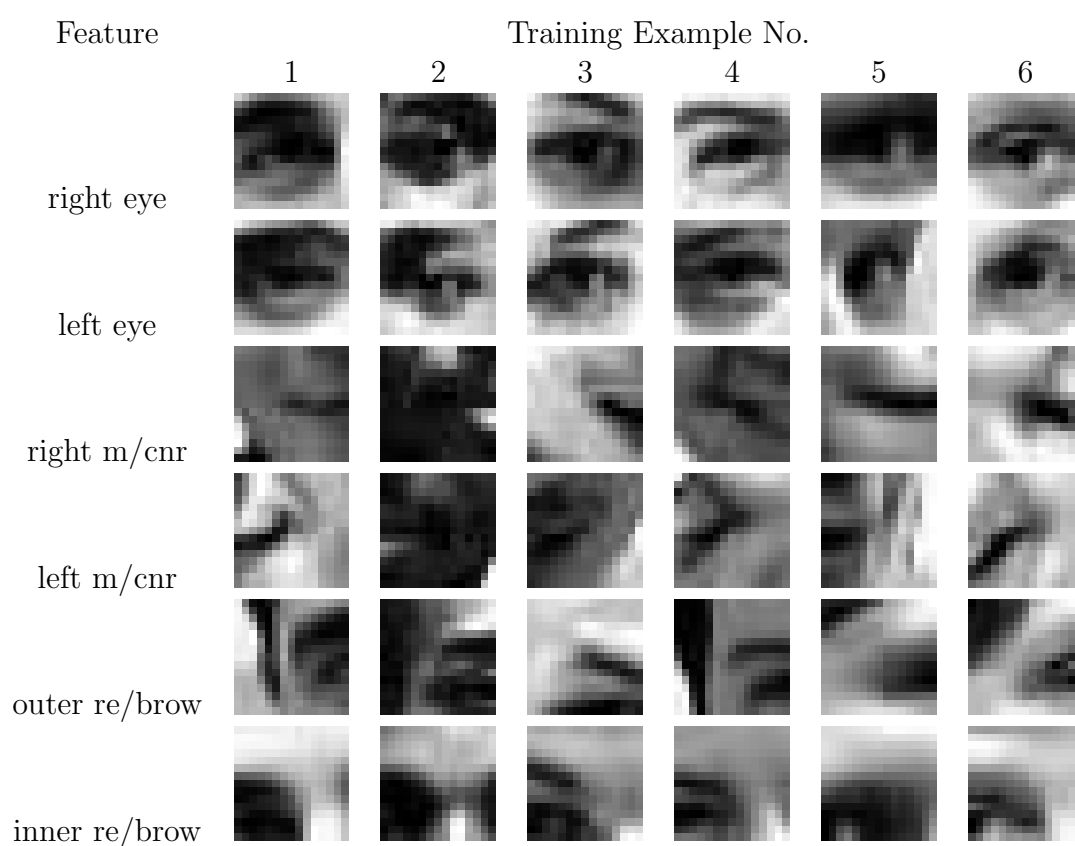 Feature Training Example No.
1 2 3 4 5 6
right eye
left eye
right m/cnr
left m/cnr
outer re/brow
inner re/brow